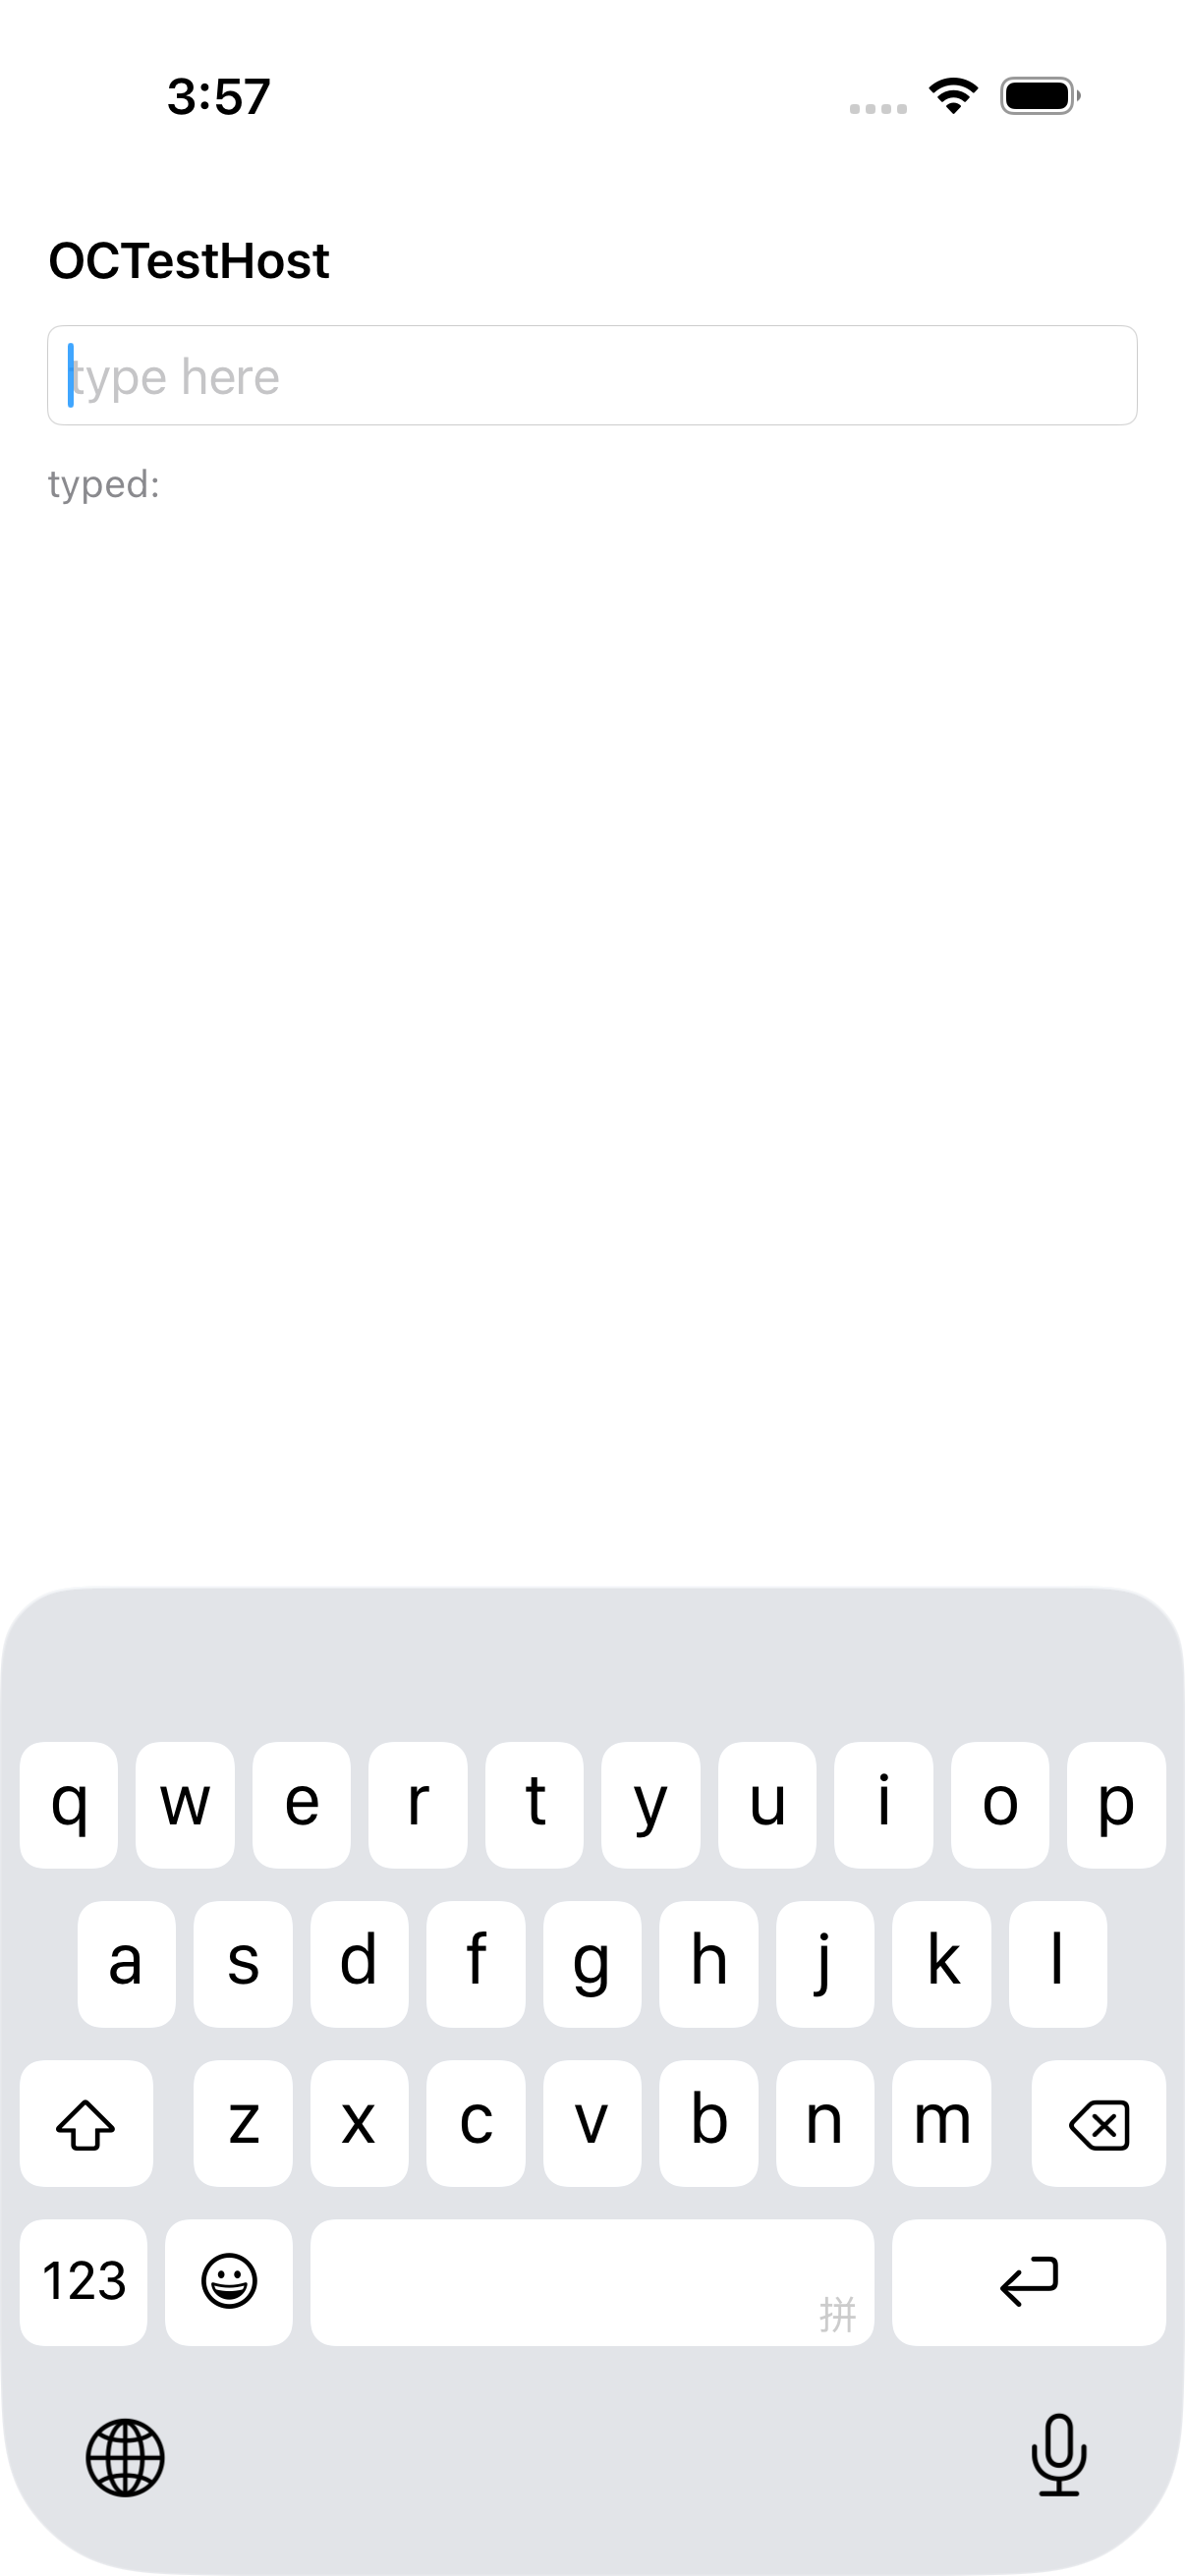 3:57
OCTestHost
type here
typed:
q w e r t y u i o p
a s d f g h j k l
z x c v b n m
123 拼